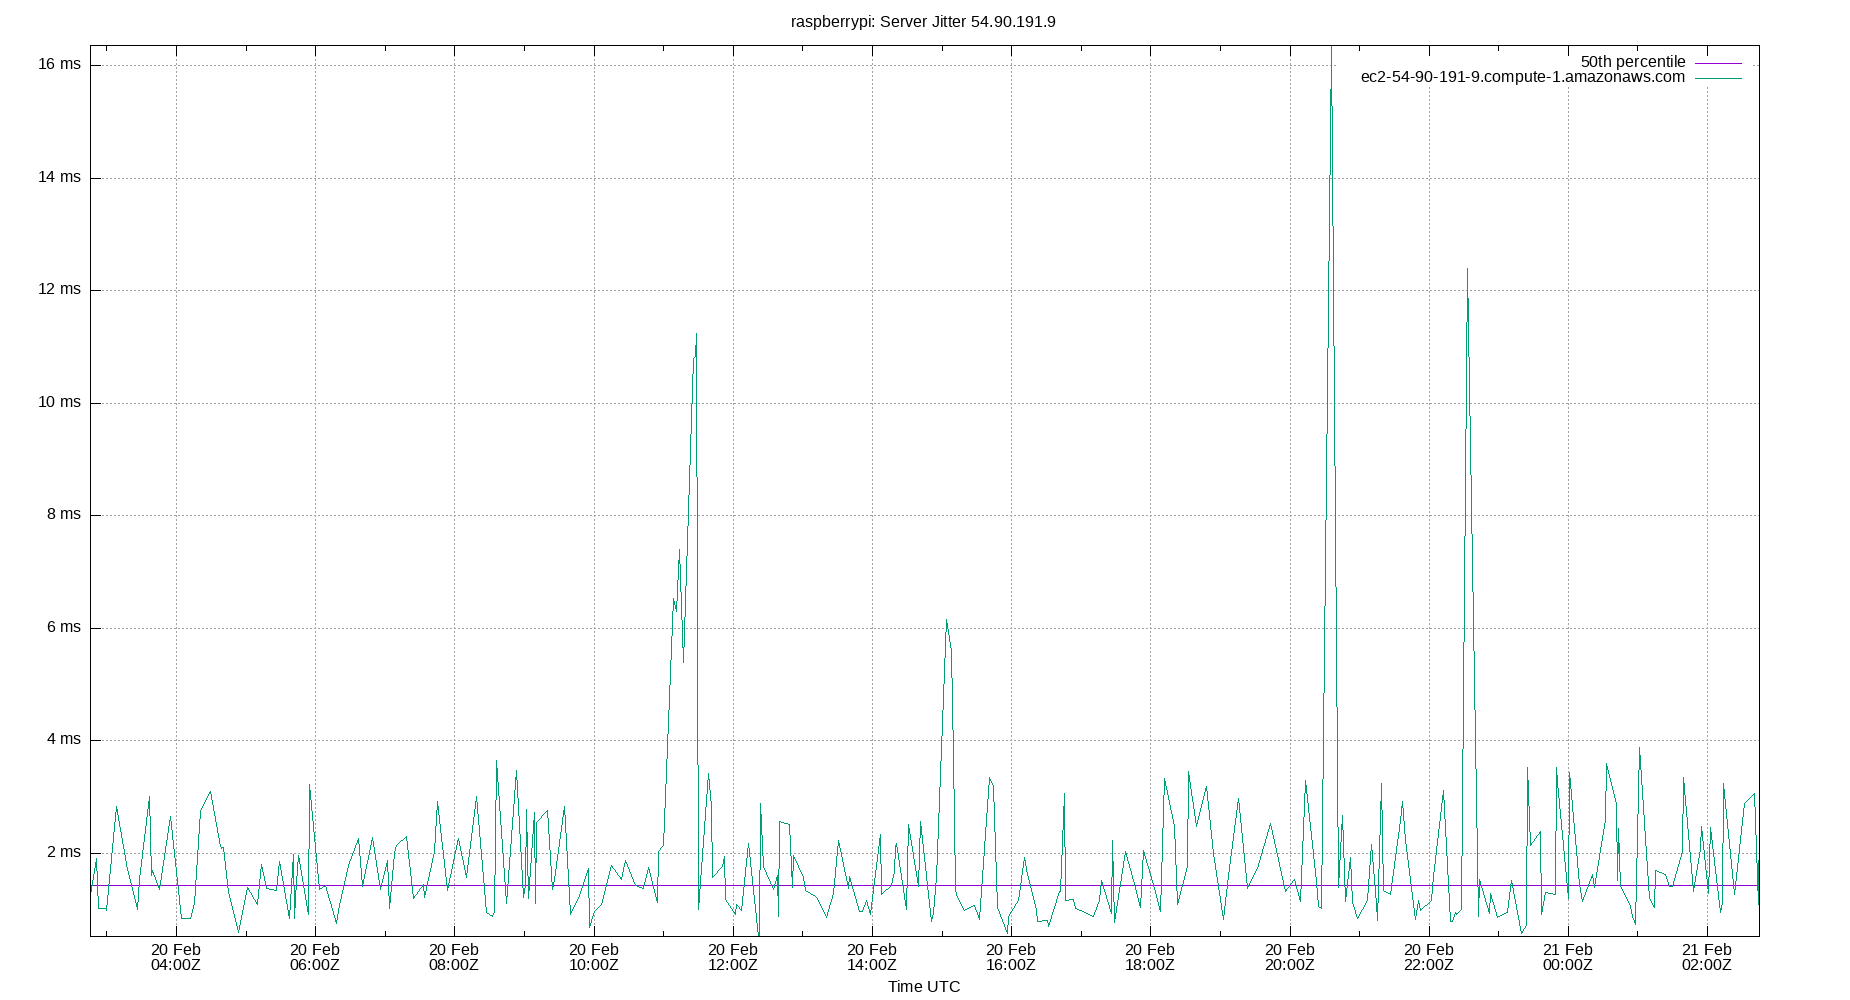 raspberrypi: Server Jitter 54.90.191.9
16 ms
14 ms
12 ms
10 ms
8 ms
6 ms
4 ms
2 ms
50th percentile
ec2-54-90-191-9.compute-1.amazonaws.com
20 Feb 20 Feb 20 Feb 20 Feb 20 Feb 20 Feb 20 Feb 20 Feb 20 Feb 20 Feb 21 Feb 21 Feb
04:00Z 06:00Z 08:00Z 10:00Z 12:00Z 14:00Z 16:00Z 18:00Z 20:00Z 22:00Z 00:00Z 02:00Z
Time UTC